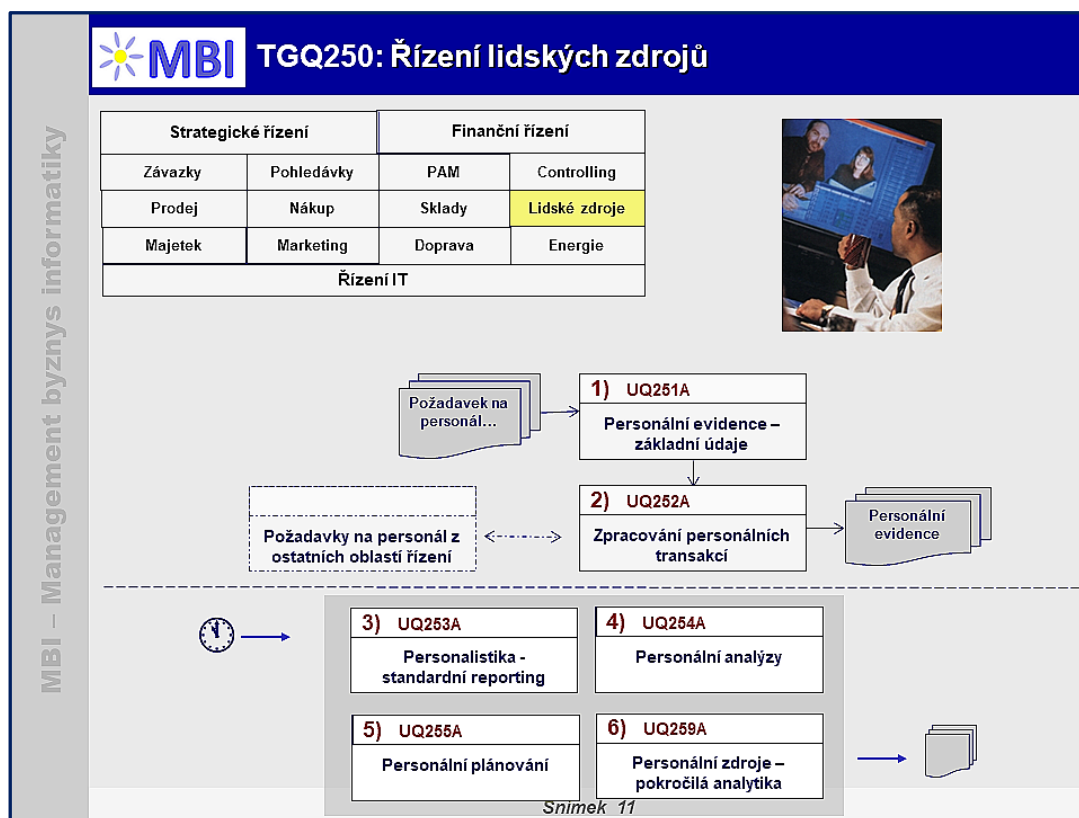 MBI – Management byznys informatiky
MBI
TGQ250: Řízení lidských zdrojů
Strategické řízení
Finanční řízení
Závazky
Pohledávky
PAM
Controlling
Prodej
Nákup
Sklady
Lidské zdroje
Majetek
Marketing
Doprava
Energie
Řízení IT
Požadavek na
personál...
1) UQ251A
Personální evidence –
základní údaje
Požadavky na personál z
ostatních oblastí řízení
2) UQ252A
Zpracování personálních
transakcí
Personální
evidence
3) UQ253A
Personalistika -
standardní reporting
4) UQ254A
Personální analýzy
5) UQ255A
Personální plánování
6) UQ259A
Personální zdroje –
pokročilá analytika
Snímek 11